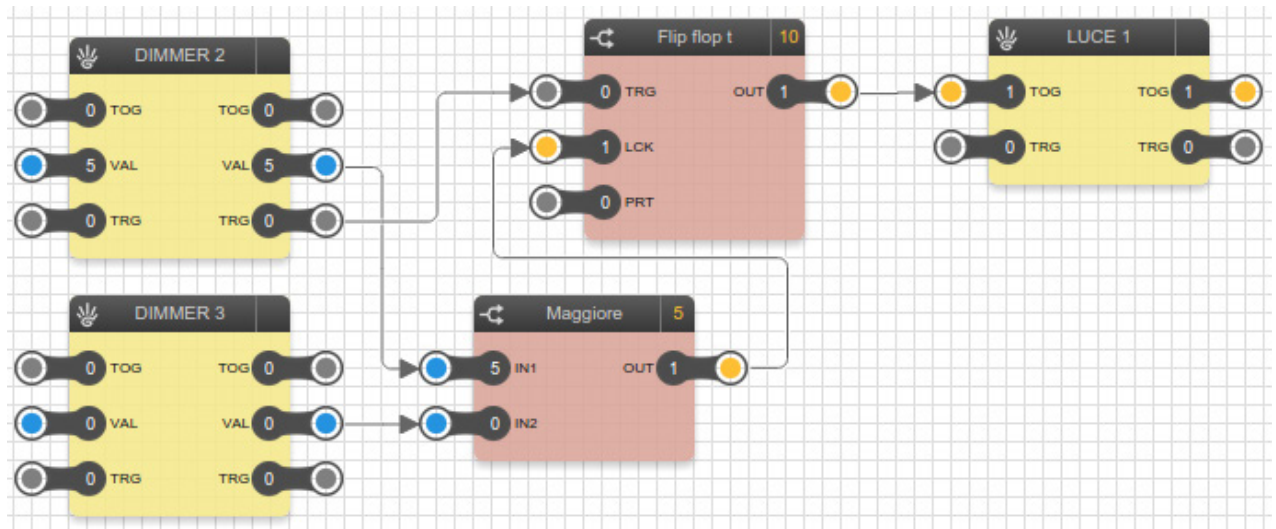 DIMMER 2
0 TOG TOG 0
5 VAL VAL 5
0 TRG TRG 0
Flip flop t 10
0 TRG OUT 1
1 LCK
0 PRT
LUCE 1
1 TOG TOG 1
0 TRG TRG 0
DIMMER 3
0 TOG TOG 0
0 VAL VAL 0
0 TRG TRG 0
Maggiore 5
5 IN1 OUT 1
0 IN2